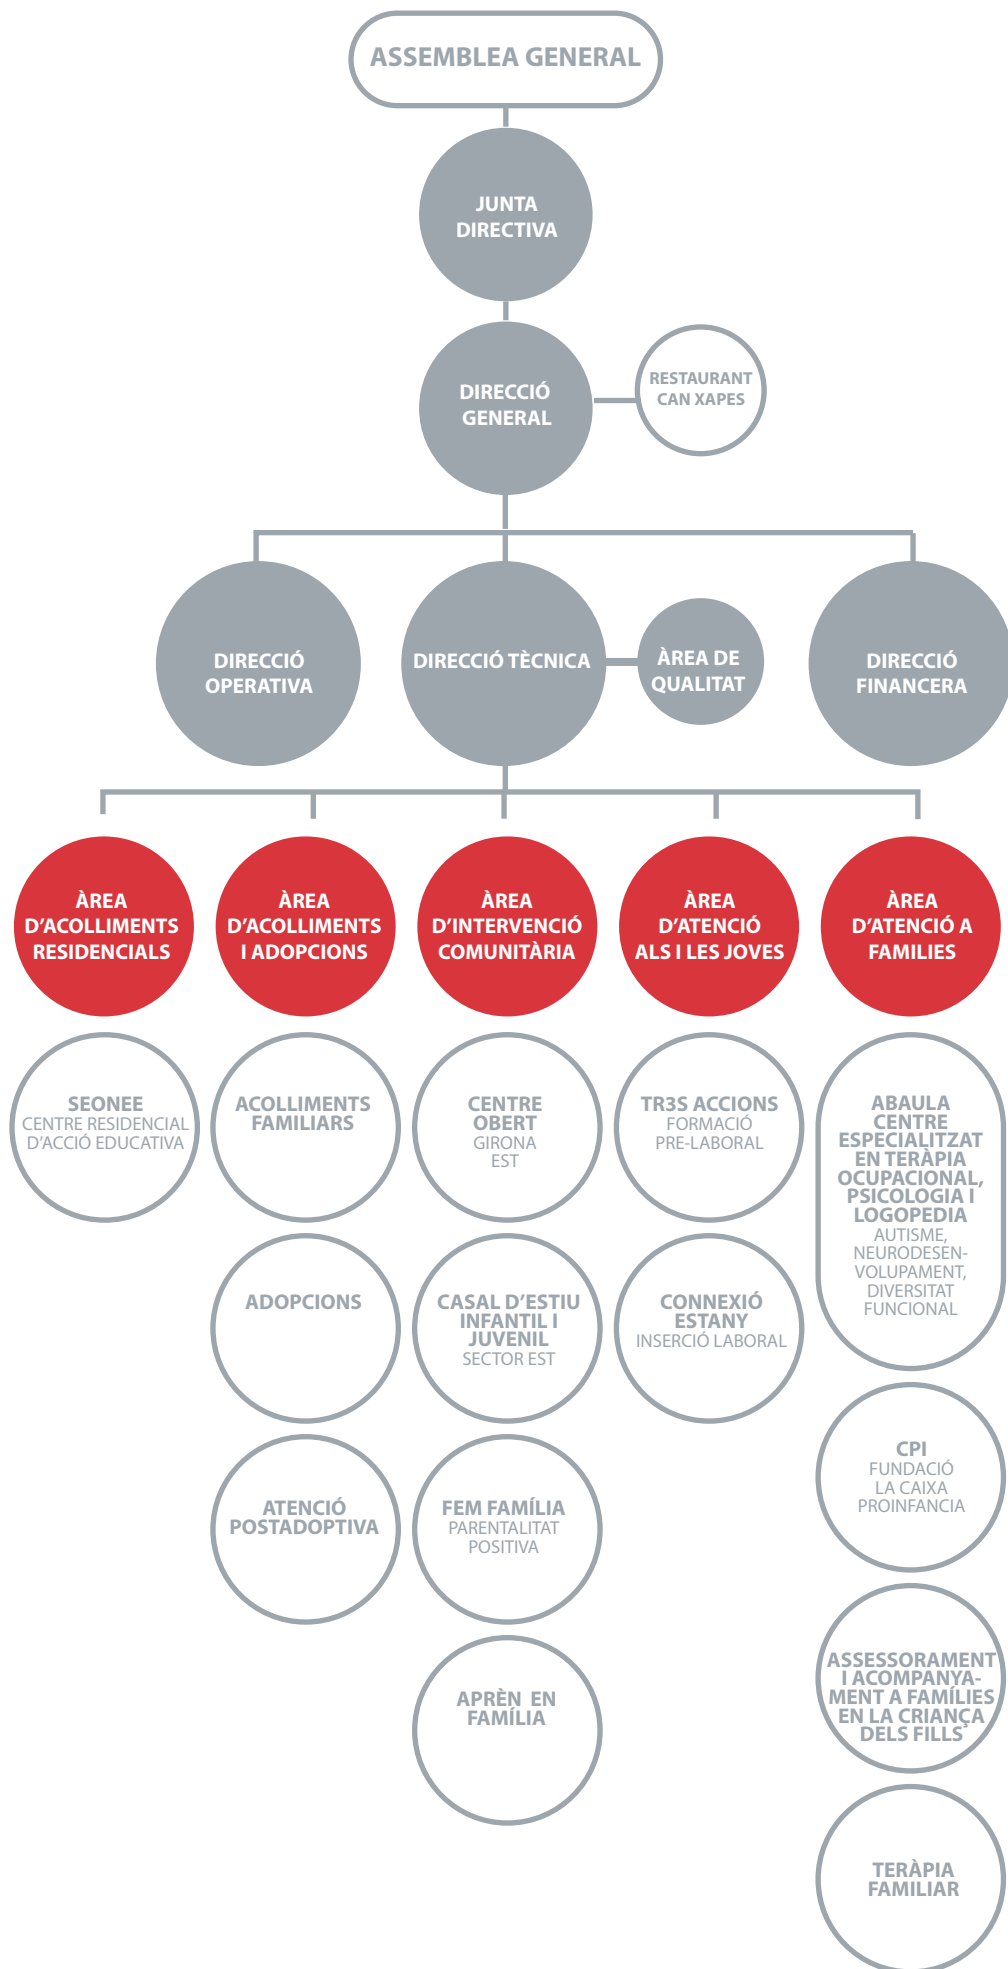 ASSEMBLEA GENERAL
JUNTA
DIRECTIVA
DIRECCIÓ
GENERAL
RESTAURANT
CAN XAPES
DIRECCIÓ
OPERATIVA
DIRECCIÓ TÈCNICA
ÀREA DE
QUALITAT
DIRECCIÓ
FINANCERA
ÀREA
D’ACOLLIMENTS
RESIDENCIALS
ÀREA
D’ACOLLIMENTS
I ADOPCIONS
ÀREA
D’INTERVENCIÓ
COMUNITÀRIA
ÀREA
D’ATENCIÓ
ALS I LES JOVES
ÀREA
D’ATENCIÓ A
FAMILIES
SEONEE
CENTRE RESIDENCIAL
D’ACCIÓ EDUCATIVA
ACOLLIMENTS
FAMILIARS
ADOPCIONS
ATENCIÓ
POSTADOPTIVA
CENTRE
OBERT
GIRONA
EST
CASAL D’ESTIU
INFANTIL I
JUVENIL
SECTOR EST
FEM FAMÍLIA
PARENTALITAT
POSITIVA
APRÈN EN
FAMÍLIA
TR3S ACCIONS
FORMACIÓ
PRE-LABORAL
CONNEXIÓ
ESTANY
INSERCIÓ LABORAL
ABAULA
CENTRE
ESPECIALITZAT
EN TERÀPIA
OCUPACIONAL,
PSICOLOGIA I
LOGOPEDIA
AUTISME,
NEURODESEN-
VOLUPAMENT,
DIVERSITAT
FUNCIONAL
CPI
FUNDACIÓ
LA CAIXA
PROINFANCIA
ASSESSORAMENT
I ACOMPANYA-
MENT A FAMÍLIES
EN LA CRIANÇA
DELS FILLS
TERÀPIA
FAMILIAR